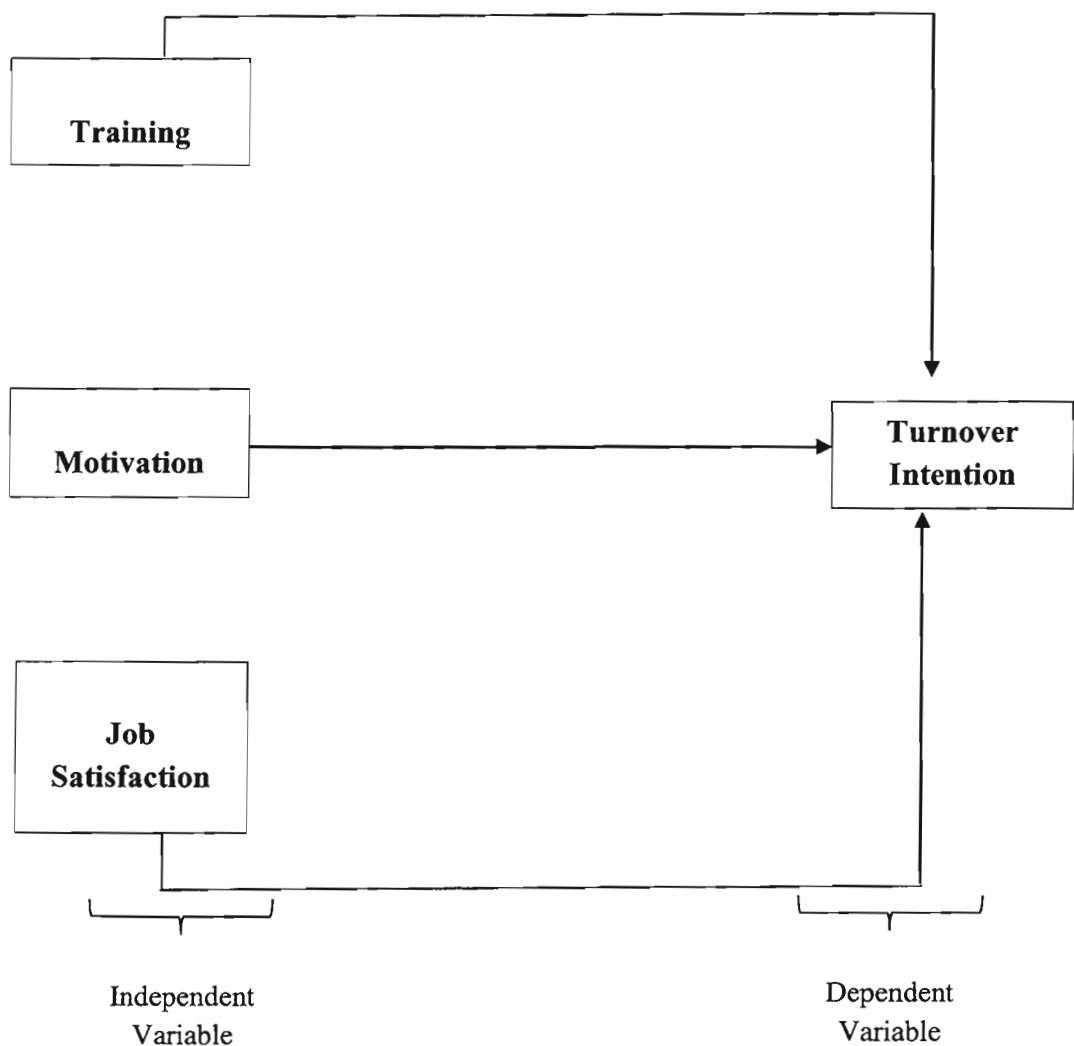 Training
Motivation
Turnover
Intention
Job
Satisfaction
Independent
Variable
Dependent
Variable